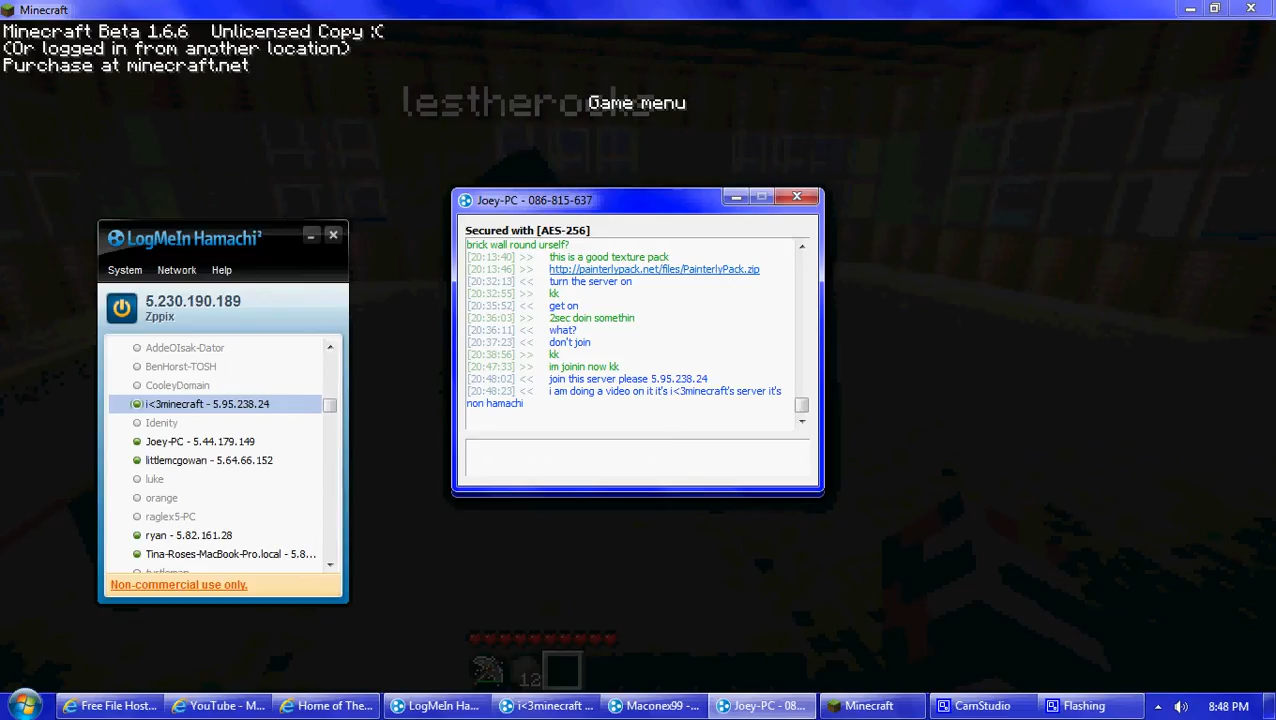 Minecraft
Minecraft Beta 1.6.6 Unlicensed Copy :(
(Or logged in from another location)
Purchase at minecraft.net
lestherocks
Game menu
LogMeIn Hamachi²
System Network Help
5.230.190.189
Zppix
AddeOIsak-Dator
BenHorst-TOSH
CooleyDomain
i<3minecraft - 5.95.238.24
Idenity
Joey-PC - 5.44.179.149
littlemcgowan - 5.64.66.152
luke
orange
raglex5-PC
ryan - 5.82.161.28
Tina-Roses-MacBook-Pro.local - 5.8...
Non-commercial use only.
Joey-PC - 086-815-637
Secured with [AES-256]
brick wall round urself?
[20:13:40] >> this is a good texture pack
[20:13:46] >> http://painterlypack.net/files/PainterlyPack.zip
[20:32:13] << turn the server on
[20:32:55] >> kk
[20:35:52] << get on
[20:36:03] >> 2sec doin somethin
[20:36:11] << what?
[20:37:23] << don't join
[20:38:56] >> kk
[20:47:33] >> im joinin now kk
[20:48:02] << join this server please 5.95.238.24
[20:48:23] << i am doing a video on it it's i<3minecraft's server it's
non hamachi
12
Free File Host... YouTube - M... Home of The... LogMeIn Ha... i<3minecraft ... Maconex99 -... Joey-PC - 08... Minecraft CamStudio Flashing 8:48 PM